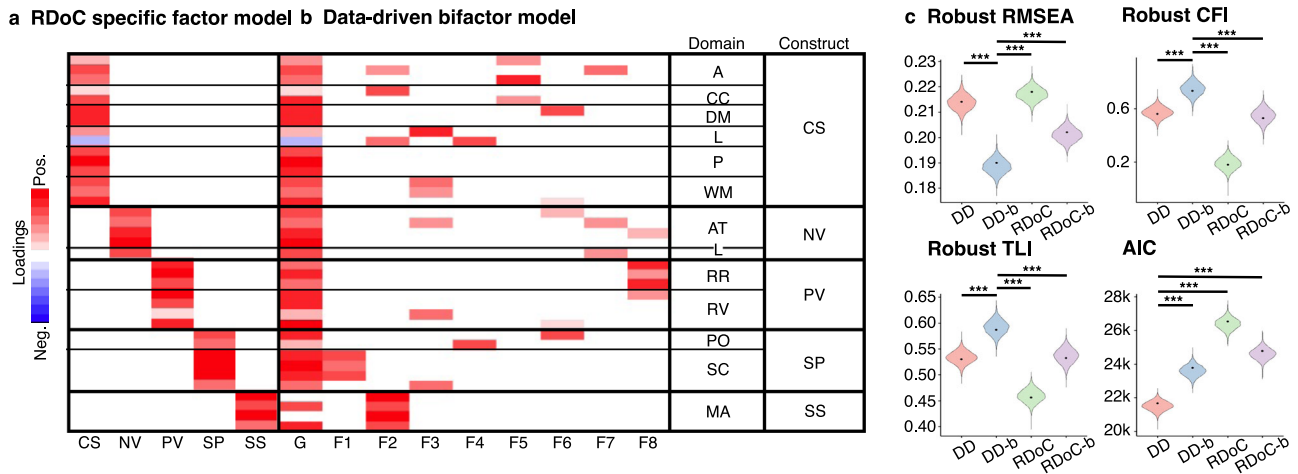 a RDoC specific factor model b Data-driven bifactor model
Domain Construct
A
CC
DM
L
P
WM
CS
AT
L
NV
RR
RV
PV
PO
SC
SP
MA
SS
Pos.
Loadings
Neg.
CS NV PV SP SS G F1 F2 F3 F4 F5 F6 F7 F8
c Robust RMSEA
***
*** ***
0.23
0.22
0.21
0.20
0.19
0.18
DD DD-b RDoC RDoC-b
Robust CFI
***
*** ***
0.6
0.2
DD DD-b RDoC RDoC-b
Robust TLI
***
*** ***
0.65
0.60
0.55
0.50
0.45
0.40
DD DD-b RDoC RDoC-b
AIC
***
***
***
28k
26k
24k
22k
20k
DD DD-b RDoC RDoC-b